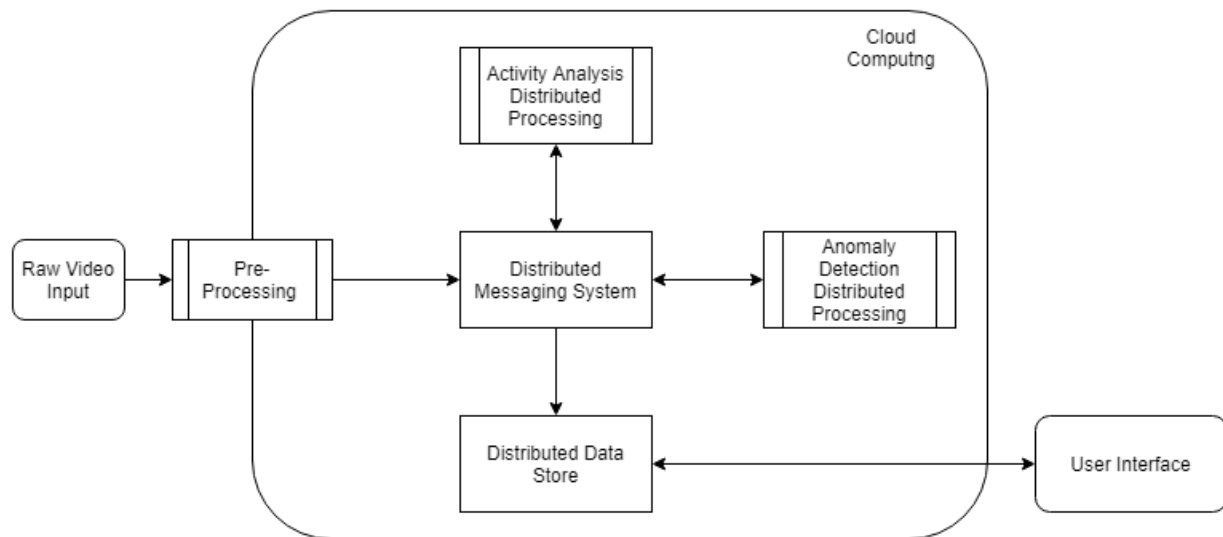 Cloud
Computng
Activity Analysis
Distributed
Processing
Raw Video
Input
Pre-
Processing
Distributed
Messaging System
Anomaly
Detection
Distributed
Processing
Distributed Data
Store
User Interface